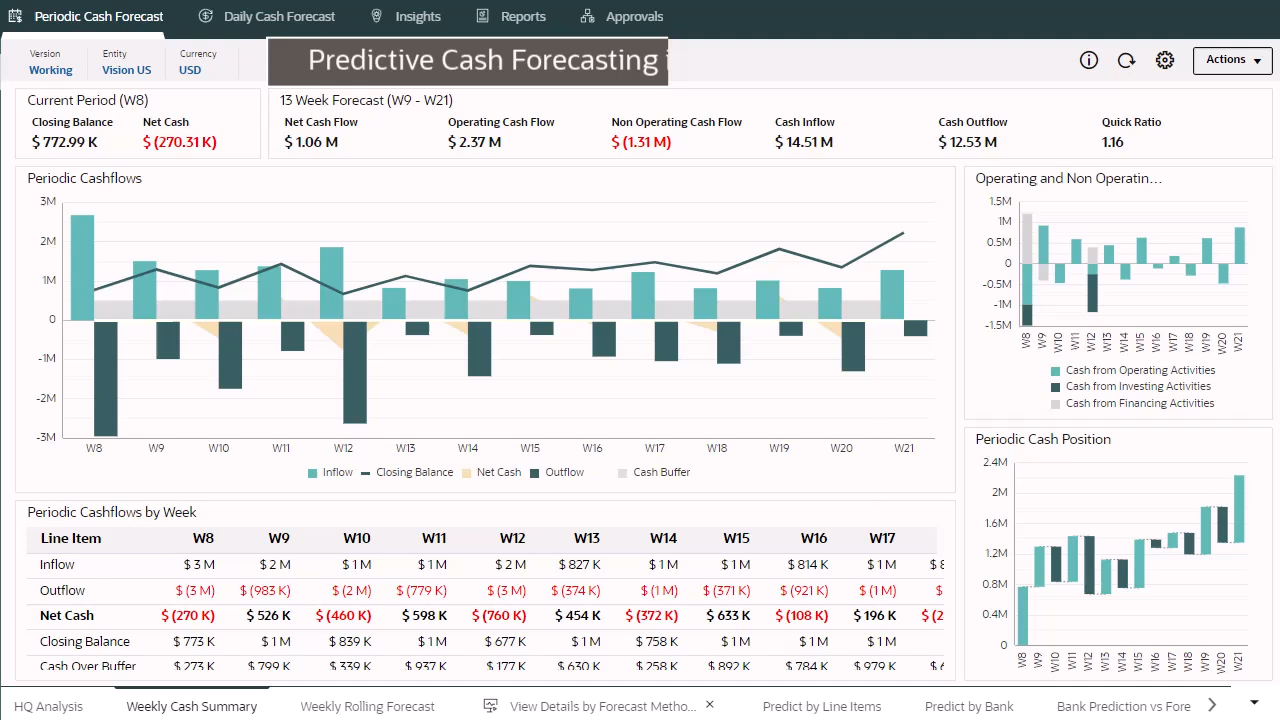 Periodic Cash Forecast Daily Cash Forecast Insights Reports Approvals
Version Entity Currency
Working Vision US USD
Predictive Cash Forecasting
Actions
Current Period (W8)
Closing Balance Net Cash
$ 772.99 K $ (270.31 K)
13 Week Forecast (W9 - W21)
Net Cash Flow Operating Cash Flow Non Operating Cash Flow Cash Inflow Cash Outflow Quick Ratio
$ 1.06 M $ 2.37 M $ (1.31 M) $ 14.51 M $ 12.53 M 1.16
Periodic Cashflows
3M
2M
1M
0
-1M
-2M
-3M
W8 W9 W10 W11 W12 W13 W14 W15 W16 W17 W18 W19 W20 W21
Inflow Closing Balance Net Cash Outflow Cash Buffer
Operating and Non Operatin...
1.5M
1M
0.5M
0
-0.5M
-1M
-1.5M
W8 W9 W10 W11 W12 W13 W14 W15 W16 W17 W18 W19 W20 W21
Cash from Operating Activities
Cash from Investing Activities
Cash from Financing Activities
Periodic Cash Position
2.4M
2M
1.6M
1.2M
0.8M
0.4M
0
W8 W9 W10 W11 W12 W13 W14 W15 W16 W17 W18 W19 W20 W21
Periodic Cashflows by Week
Line Item W8 W9 W10 W11 W12 W13 W14 W15 W16 W17
Inflow $ 3 M $ 2 M $ 1 M $ 1 M $ 2 M $ 827 K $ 1 M $ 1 M $ 814 K $ 1 M $ 8
Outflow $ (3 M) $ (983 K) $ (2 M) $ (779 K) $ (3 M) $ (374 K) $ (1 M) $ (371 K) $ (921 K) $ (1 M) $
Net Cash $ (270 K) $ 526 K $ (460 K) $ 598 K $ (760 K) $ 454 K $ (372 K) $ 633 K $ (108 K) $ 196 K $ (2
Closing Balance $ 773 K $ 1 M $ 839 K $ 1 M $ 677 K $ 1 M $ 758 K $ 1 M $ 1 M $ 1 M
Cash Over Buffer $ 273 K $ 799 K $ 339 K $ 937 K $ 177 K $ 630 K $ 258 K $ 892 K $ 784 K $ 979 K $ 6
HQ Analysis Weekly Cash Summary Weekly Rolling Forecast View Details by Forecast Metho... Predict by Line Items Predict by Bank Bank Prediction vs Fore